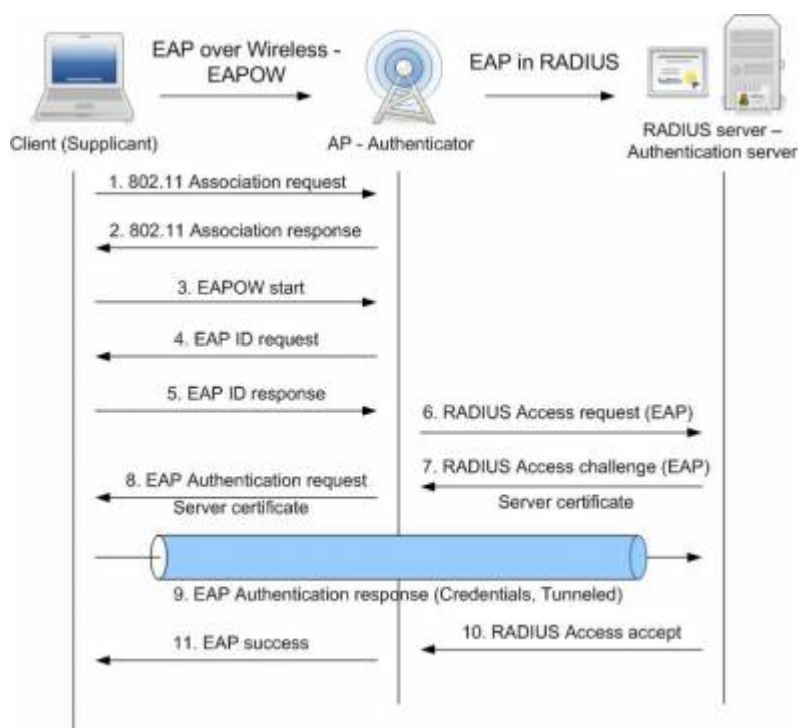 EAP over Wireless -
EAPOW
EAP in RADIUS
Client (Supplicant)
AP - Authenticator
RADIUS server –
Authentication server
1. 802.11 Association request
2. 802.11 Association response
3. EAPOW start
4. EAP ID request
5. EAP ID response
6. RADIUS Access request (EAP)
7. RADIUS Access challenge (EAP)
Server certificate
8. EAP Authentication request
Server certificate
9. EAP Authentication response (Credentials, Tunneled)
10. RADIUS Access accept
11. EAP success